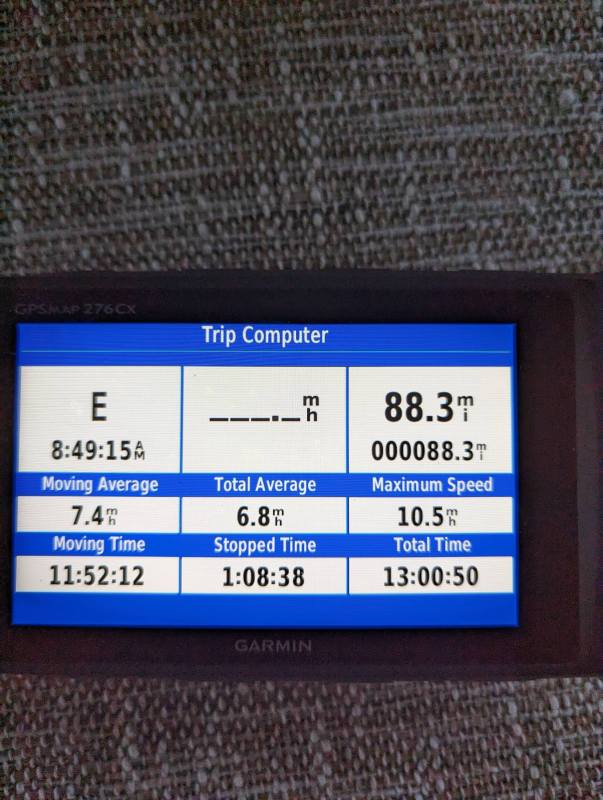 GPSMAP 276CX
Trip Computer
E ___._ mh 88.3 mi
8:49:15 AM 000088.3 mi
Moving Average Total Average Maximum Speed
7.4 mh 6.8 mh 10.5 mh
Moving Time Stopped Time Total Time
11:52:12 1:08:38 13:00:50
GARMIN